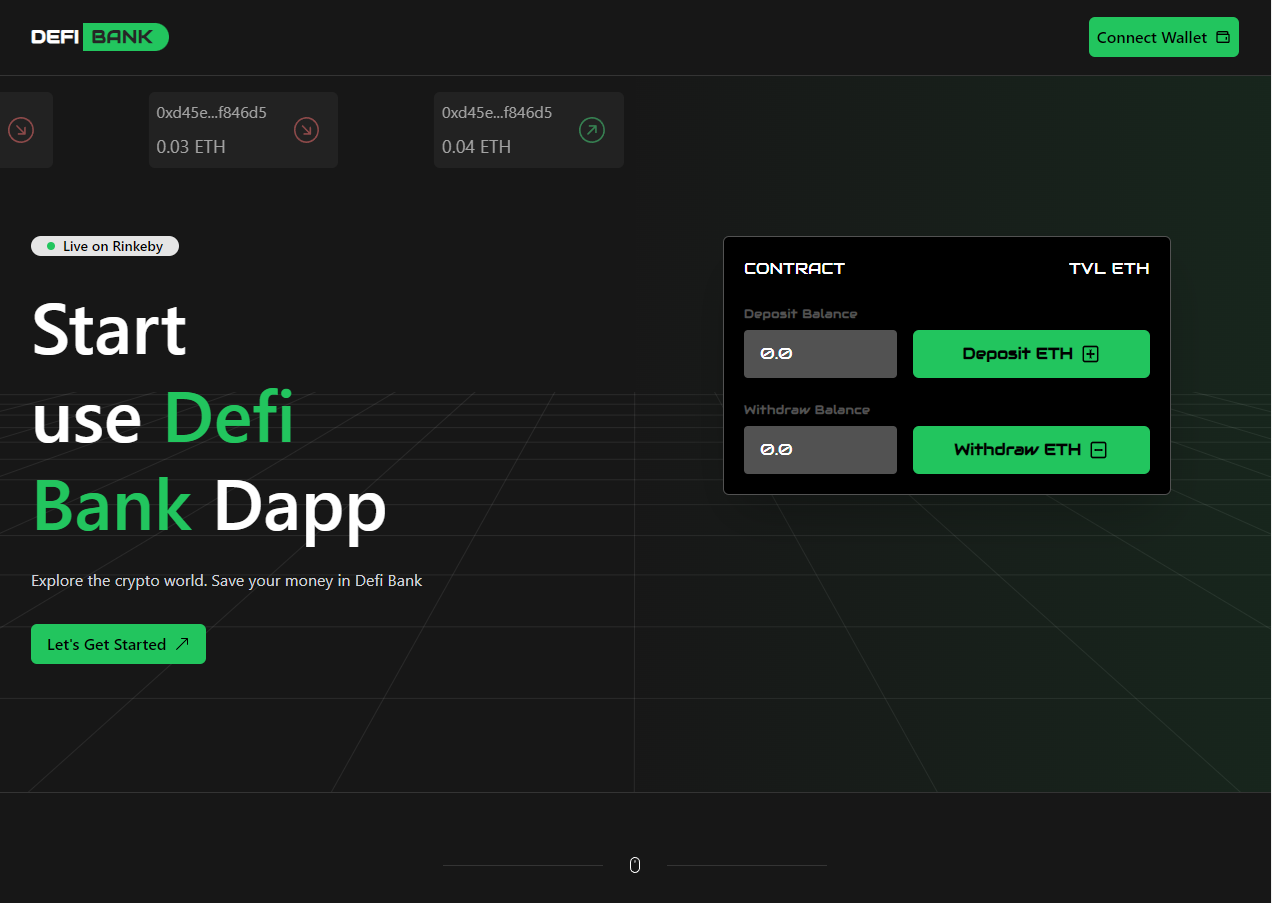 DEFI BANK
Connect Wallet
0xd45e...f846d5
0.03 ETH
0xd45e...f846d5
0.04 ETH
Live on Rinkeby
Start
use Defi
Bank Dapp
Explore the crypto world. Save your money in Defi Bank
Let's Get Started
CONTRACT
TVL ETH
Deposit Balance
0.0
Deposit ETH
Withdraw Balance
0.0
Withdraw ETH